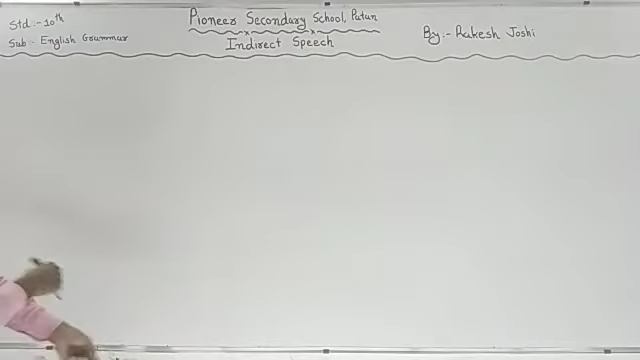 Std :- 10th
Sub :- English Grammar
Pioneer Secondary School, Patan
Indirect Speech
By :- Rakesh Joshi